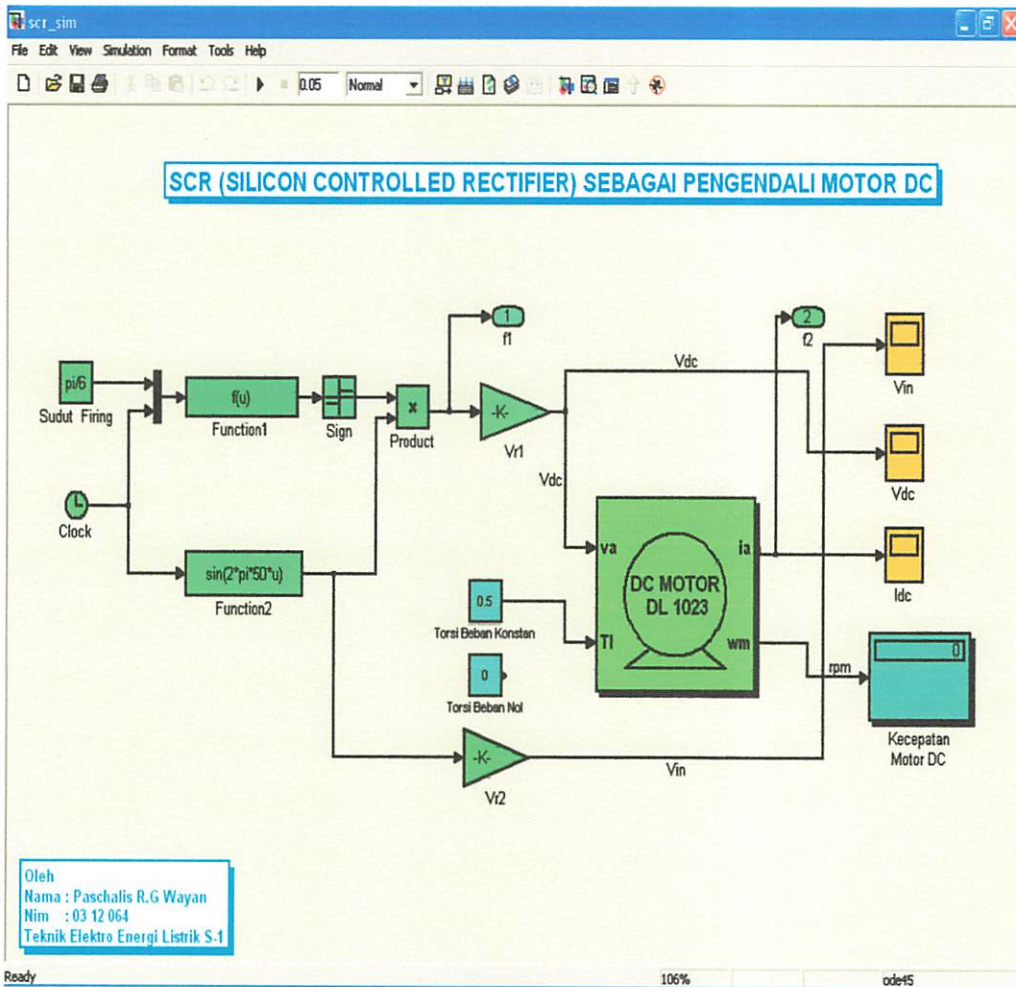 scr_sim
File Edit View Simulation Format Tools Help
0.05 Normal
SCR (SILICON CONTROLLED RECTIFIER) SEBAGAI PENGENDALI MOTOR DC
1
f1
2
f2
Vin
Vdc
pi/6
Sudut Firing
f(u)
Function1
Sign
x
Product
-K-
Vr1
Vdc
Vdc
Clock
sin(2*pi*50*u)
Function2
va
ia
DC MOTOR
DL 1023
Tl
wm
Idc
0.5
Torsi Beban Konstan
0
Torsi Beban Nol
rpm
0
Kecepatan
Motor DC
-K-
Vr2
Vin
Oleh
Nama : Paschalis R.G Wayan
Nim : 03 12 064
Teknik Elektro Energi Listrik S-1
Ready 106% ode45